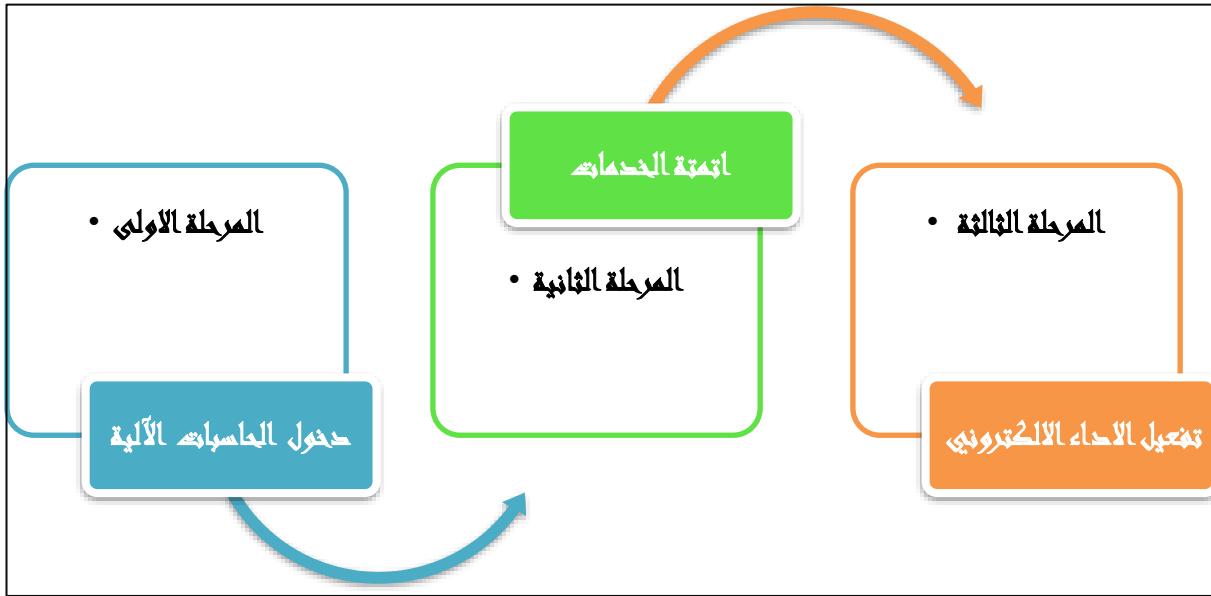 المرحلة الاولى
دخول الحاسبات الآلية
اتمتة الخدمات
المرحلة الثانية
المرحلة الثالثة
تفعيل الاداء الالكتروني